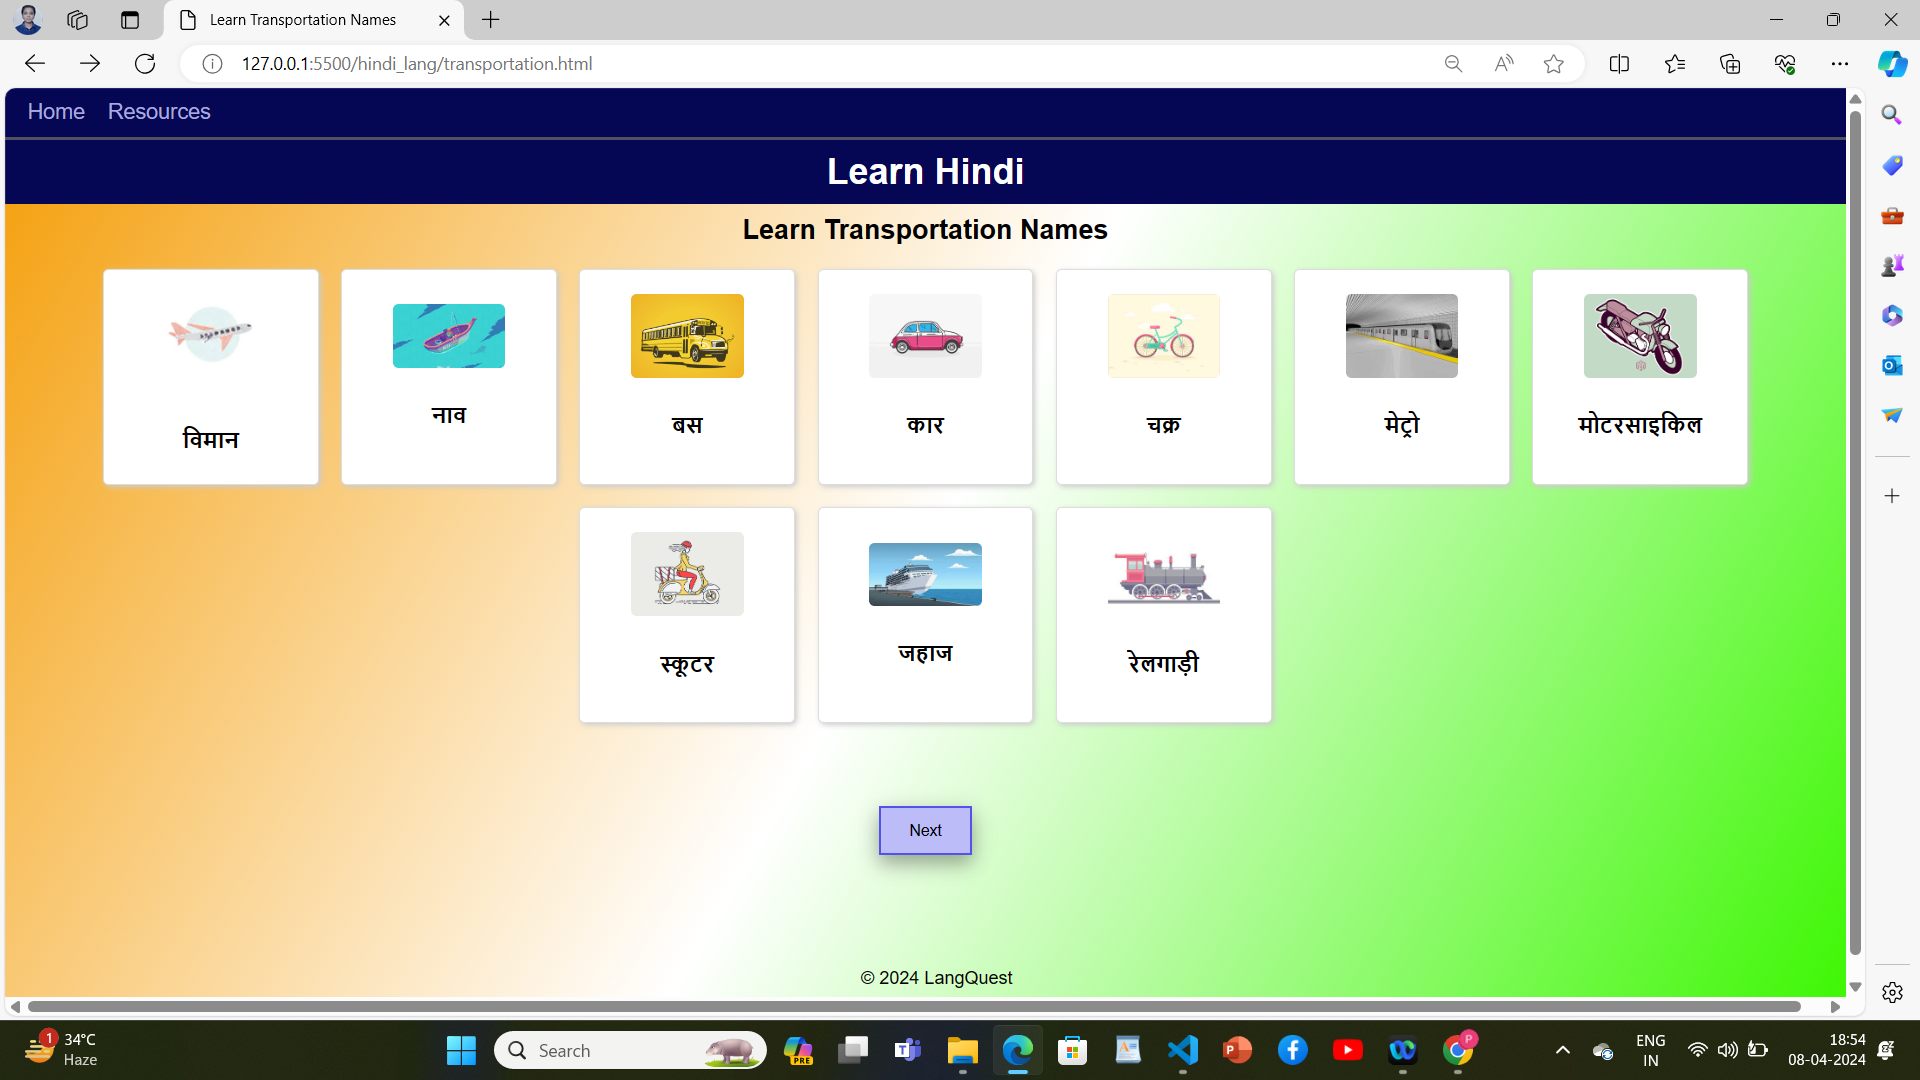 Learn Transportation Names
127.0.0.1:5500/hindi_lang/transportation.html
Home Resources
Learn Hindi
Learn Transportation Names
विमान
नाव
बस
कार
चक्र
मेट्रो
मोटरसाइकिल
स्कूटर
जहाज
रेलगाड़ी
Next
© 2024 LangQuest
1
34°C
Haze
Search
PRE
P
ENG
IN
18:54
08-04-2024